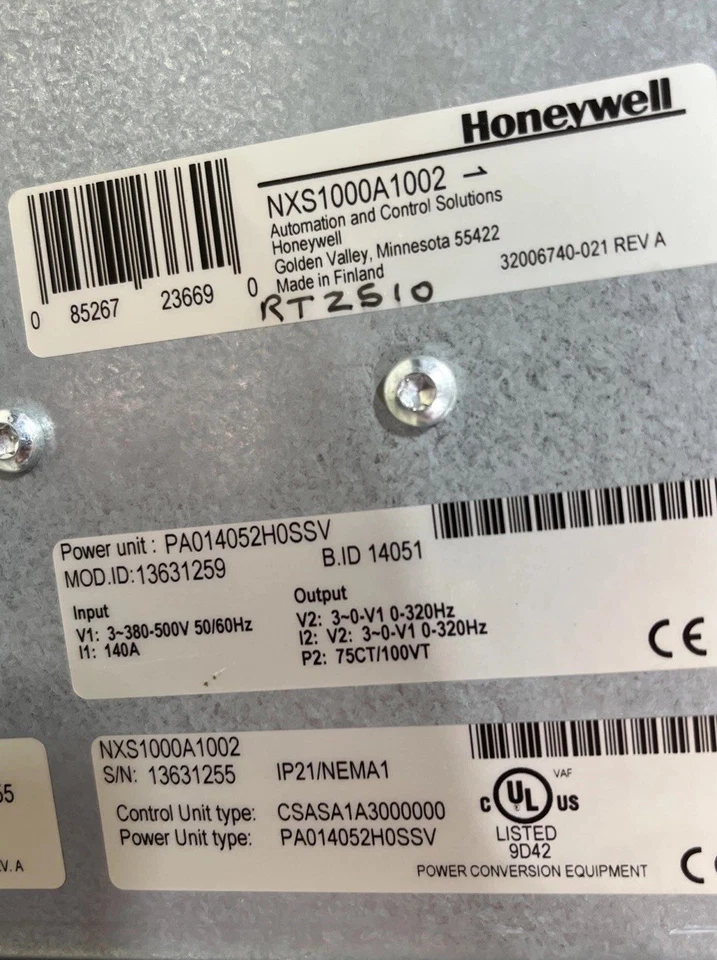 Honeywell
NXS1000A1002
Automation and Control Solutions
Honeywell
Golden Valley, Minnesota 55422
Made in Finland
32006740-021 REV A
0 85267 23669 0
RT2510
Power unit : PA014052H0SSV
MOD.ID:13631259
B.ID 14051
Input
V1: 3~380-500V 50/60Hz
I1: 140A
Output
V2: 3~0-V1 0-320Hz
I2: V2: 3~0-V1 0-320Hz
P2: 75CT/100VT
CE
55
V. A
NXS1000A1002
S/N: 13631255
IP21/NEMA1
Control Unit type: CSASA1A3000000
Power Unit type: PA014052H0SSV
C UL US
VAF
LISTED
9D42
POWER CONVERSION EQUIPMENT